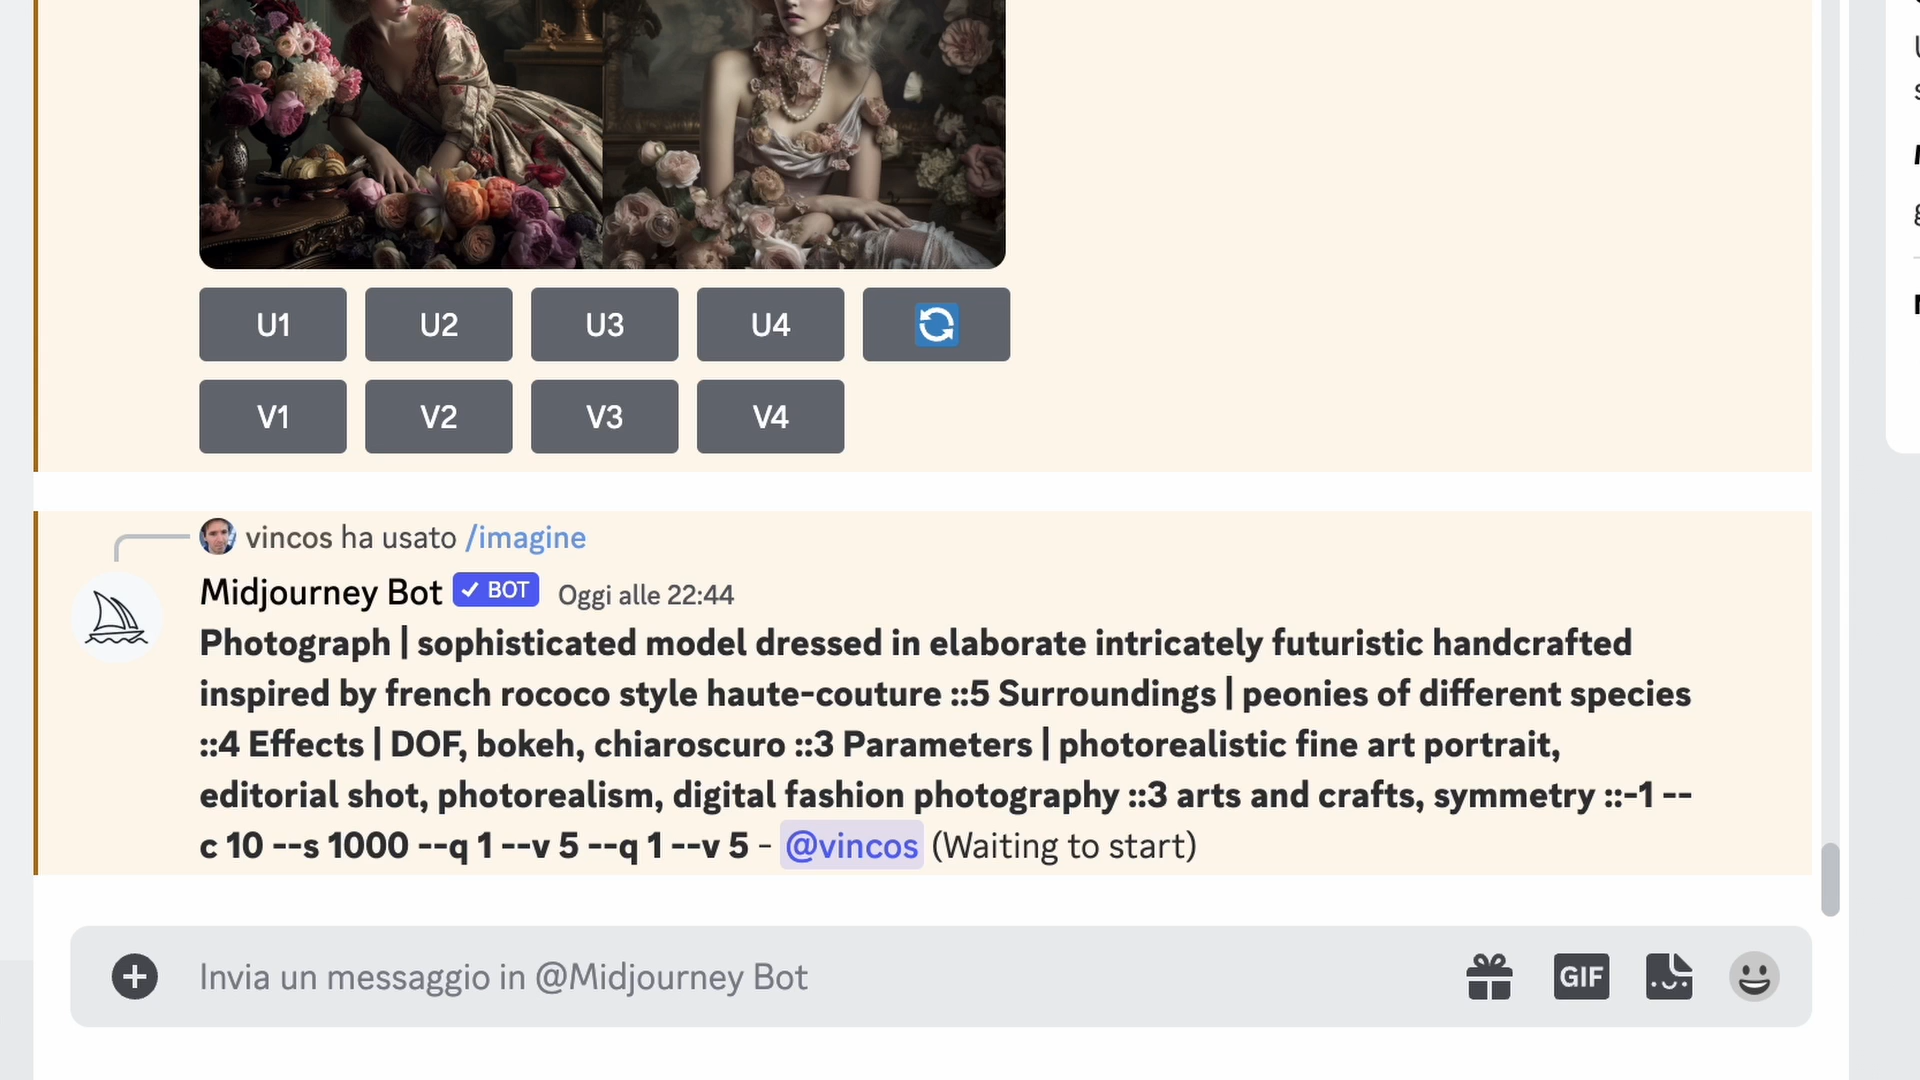 U1 U2 U3 U4
V1 V2 V3 V4
vincos ha usato /imagine
Midjourney Bot BOT Oggi alle 22:44
Photograph | sophisticated model dressed in elaborate intricately futuristic handcrafted
inspired by french rococo style haute-couture ::5 Surroundings | peonies of different species
::4 Effects | DOF, bokeh, chiaroscuro ::3 Parameters | photorealistic fine art portrait,
editorial shot, photorealism, digital fashion photography ::3 arts and crafts, symmetry ::-1 --
c 10 --s 1000 --q 1 --v 5 --q 1 --v 5 - @vincos (Waiting to start)
Invia un messaggio in @Midjourney Bot
GIF